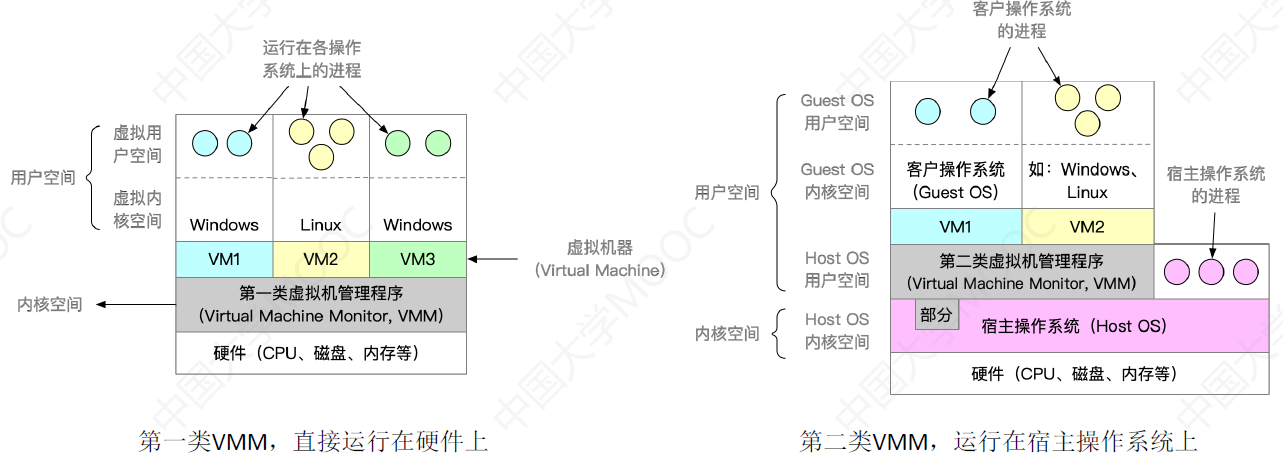 运行在各操作
系统上的进程
用户空间
虚拟用
户空间
虚拟内
核空间
Windows
Linux
Windows
VM1
VM2
VM3
虚拟机器
（Virtual Machine）
内核空间
第一类虚拟机管理程序
(Virtual Machine Monitor, VMM)
硬件（CPU、磁盘、内存等）
第一类VMM，直接运行在硬件上
客户操作系统
的进程
用户空间
Guest OS
用户空间
Guest OS
内核空间
客户操作系统
(Guest OS)
如：Windows、
Linux
VM1
VM2
宿主操作系统
的进程
Host OS
用户空间
第二类虚拟机管理程序
(Virtual Machine Monitor, VMM)
内核空间
Host OS
内核空间
部分
宿主操作系统（Host OS）
硬件（CPU、磁盘、内存等）
第二类VMM，运行在宿主操作系统上
中国大学MOOC